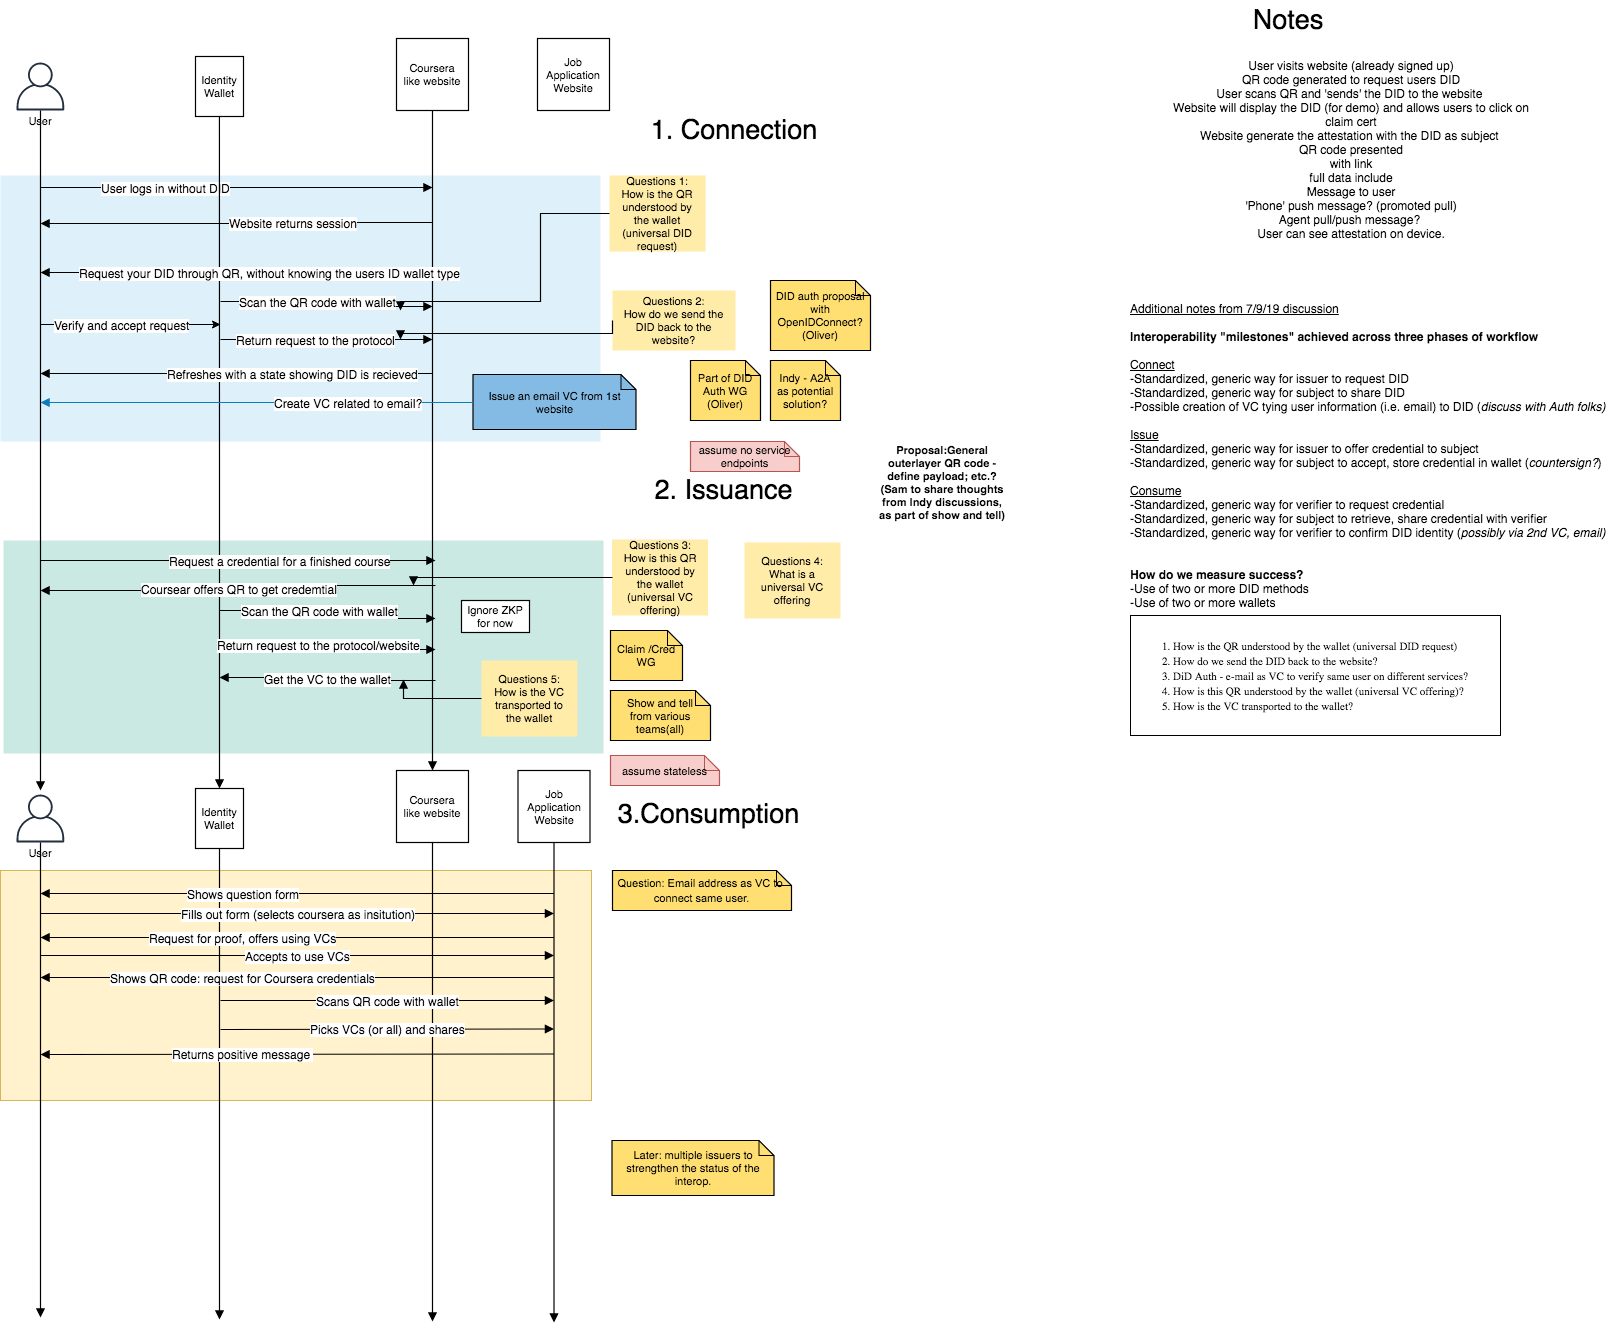 Notes
User
Identity
Wallet
Coursera
like website
Job
Application
Website
1. Connection
User logs in without DID
Website returns session
Request your DID through QR, without knowing the users ID wallet type
Scan the QR code with wallet
Verify and accept request
Return request to the protocol
Refreshes with a state showing DID is recieved
Create VC related to email?
Issue an email VC from 1st
website
Questions 1:
How is the QR
understood by
the wallet
(universal DID
request)
Questions 2:
How do we send the
DID back to the
website?
DID auth proposal
with
OpenIDConnect?
(Oliver)
Part of DID
Auth WG
(Oliver)
Indy - A2A
as potential
solution?
assume no service
endpoints
Proposal:General
outerlayer QR code -
define payload; etc.?
(Sam to share thoughts
from Indy discussions,
as part of show and tell)
2. Issuance
Request a credential for a finished course
Coursear offers QR to get credential
Scan the QR code with wallet
Return request to the protocol/website
Get the VC to the wallet
Ignore ZKP
for now
Questions 3:
How is this QR
understood by
the wallet
(universal VC
offering)
Questions 4:
What is a
universal VC
offering
Claim /Cred
WG
Questions 5:
How is the VC
transported to
the wallet
Show and tell
from various
teams(all)
assume stateless
User
Identity
Wallet
Coursera
like website
Job
Application
Website
3.Consumption
Shows question form
Fills out form (selects coursera as insitution)
Request for proof, offers using VCs
Accepts to use VCs
Shows QR code: request for Coursera credentials
Scans QR code with wallet
Picks VCs (or all) and shares
Returns positive message
Question: Email address as VC to
connect same user.
Later: multiple issuers to
strengthen the status of the
interop.
User visits website (already signed up)
QR code generated to request users DID
User scans QR and 'sends' the DID to the website
Website will display the DID (for demo) and allows users to click on
claim cert
Website generate the attestation with the DID as subject
QR code presented
with link
full data include
Message to user
'Phone' push message? (promoted pull)
Agent pull/push message?
User can see attestation on device.
Additional notes from 7/9/19 discussion
Interoperability "milestones" achieved across three phases of workflow
Connect
-Standardized, generic way for issuer to request DID
-Standardized, generic way for subject to share DID
-Possible creation of VC tying user information (i.e. email) to DID (discuss with Auth folks)
Issue
-Standardized, generic way for issuer to offer credential to subject
-Standardized, generic way for subject to accept, store credential in wallet (countersign?)
Consume
-Standardized, generic way for verifier to request credential
-Standardized, generic way for subject to retrieve, share credential with verifier
-Standardized, generic way for verifier to confirm DID identity (possibly via 2nd VC, email)
How do we measure success?
-Use of two or more DID methods
-Use of two or more wallets
1. How is the QR understood by the wallet (universal DID request)
2. How do we send the DID back to the website?
3. DiD Auth - e-mail as VC to verify same user on different services?
4. How is this QR understood by the wallet (universal VC offering)?
5. How is the VC transported to the wallet?